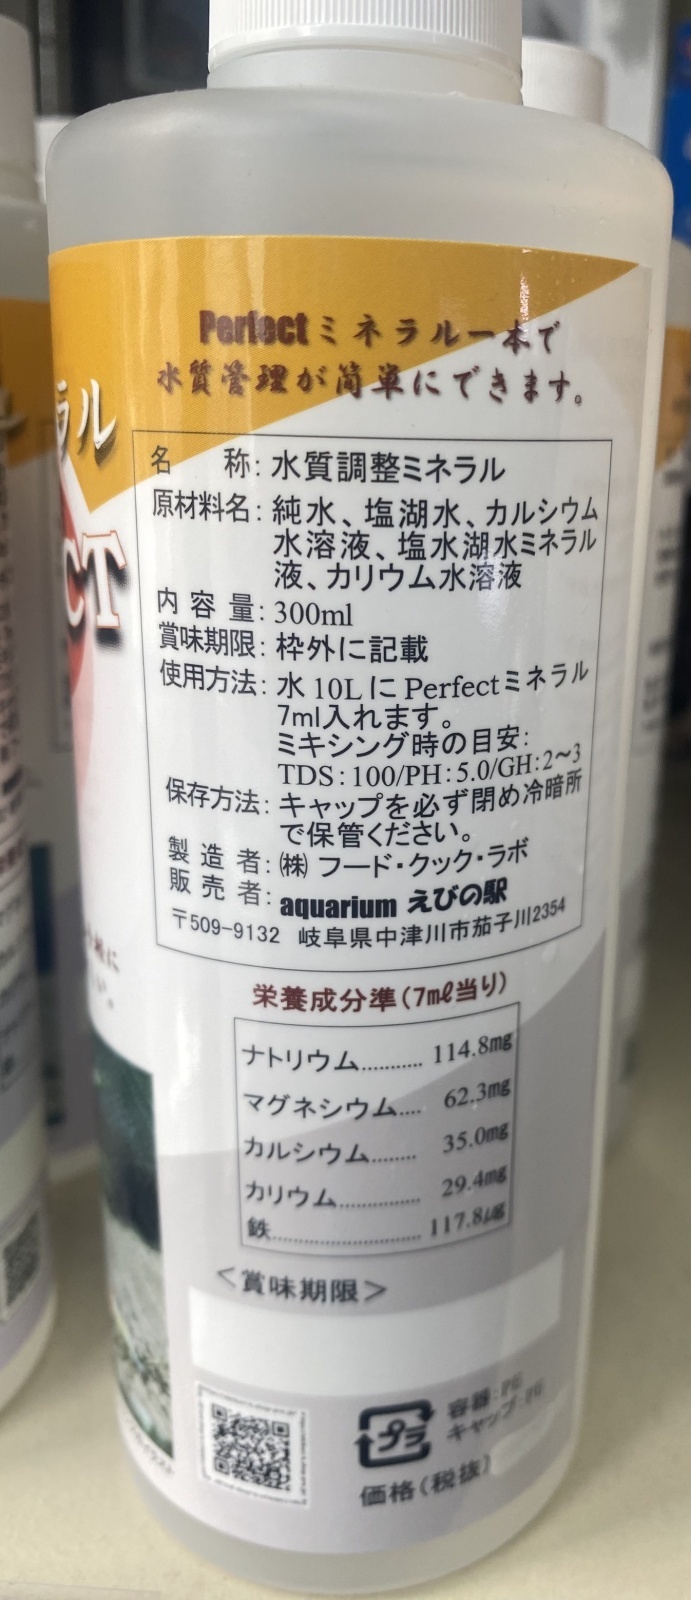 Perfectミネラル一本で
水質管理が簡単にできます。
ラル
CT
名　称：水質調整ミネラル
原材料名：純水、塩湖水、カルシウム
水溶液、塩水湖水ミネラル
液、カリウム水溶液
内容量：300ml
賞味期限：枠外に記載
使用方法：水10LにPerfectミネラル
7ml入れます。
ミキシング時の目安：
TDS：100/PH：5.0/GH：2〜3
保存方法：キャップを必ず閉め冷暗所
で保管ください。
製造者：㈱フード・クック・ラボ
販売者：aquarium えびの駅
〒509-9132 岐阜県中津川市茄子川2354
栄養成分準（7mℓ当り）
ナトリウム........... 114.8mg
マグネシウム.... 62.3mg
カルシウム........ 35.0mg
カリウム............... 29.4mg
鉄........................... 117.8μg
＜賞味期限＞
プラ
容器：PE
キャップ：PE
価格（税抜）